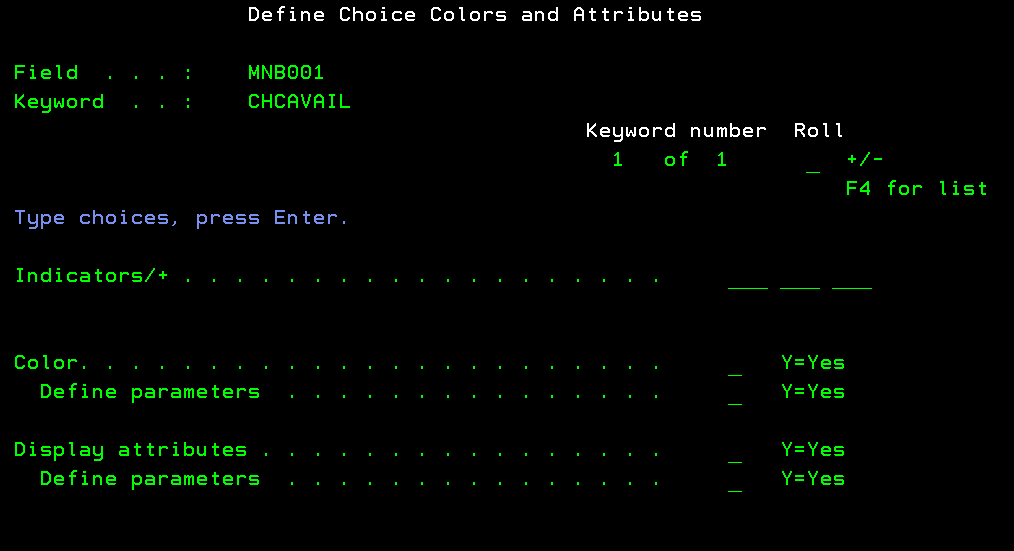 Define Choice Colors and Attributes
Field  . . . :    MNB001
Keyword  . . :    CHCAVAIL
Keyword number  Roll
1   of  1      _  +/-
F4 for list
Type choices, press Enter.
Indicators/+ . . . . . . . . . . . . . . . . . . .     ___ ___ ___
Color. . . . . . . . . . . . . . . . . . . . . . .     _   Y=Yes
Define parameters  . . . . . . . . . . . . . . .     _   Y=Yes
Display attributes . . . . . . . . . . . . . . . .     _   Y=Yes
Define parameters  . . . . . . . . . . . . . . .     _   Y=Yes